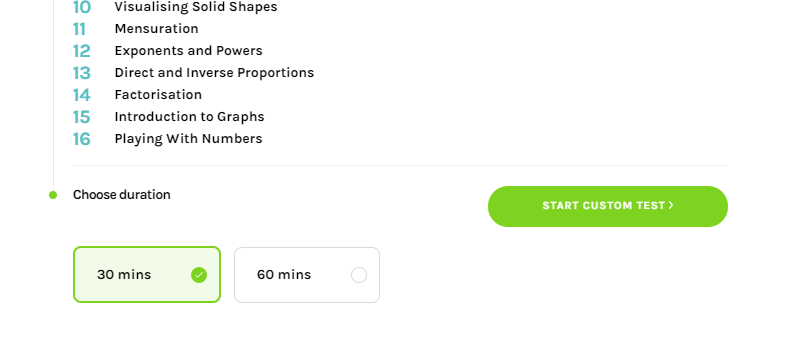 10 Visualising Solid Shapes
11 Mensuration
12 Exponents and Powers
13 Direct and Inverse Proportions
14 Factorisation
15 Introduction to Graphs
16 Playing With Numbers
Choose duration
START CUSTOM TEST >
30 mins
60 mins